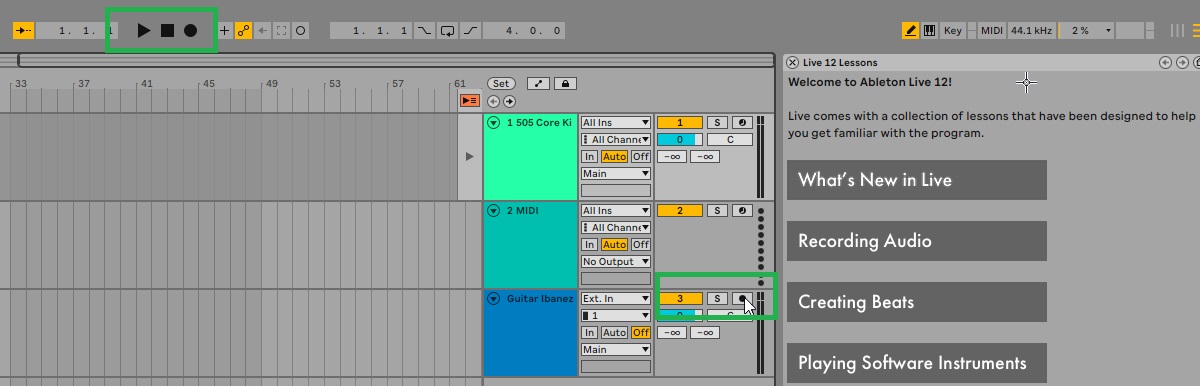 1. 1. 1
1. 1. 1
4. 0. 0
Key
MIDI
44.1 kHz
2 %
Live 12 Lessons
33 37 41 45 49 53 57 61
Set
Welcome to Ableton Live 12!
Live comes with a collection of lessons that have been designed to help
you get familiar with the program.
1 505 Core Ki
All Ins
1 S
All Channe
0 C
In Auto Off
-∞ -∞
Main
What's New in Live
2 MIDI
All Ins
2 S
All Channe
In Auto Off
No Output
Recording Audio
Guitar Ibanez
Ext. In
3 S
1
0 C
In Auto Off
-∞ -∞
Main
Creating Beats
Playing Software Instruments